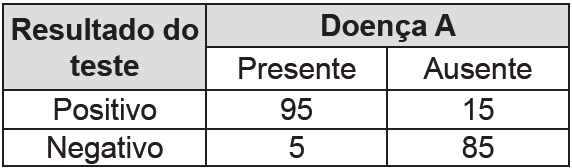 Resultado do teste Doença A
Presente Ausente
Positivo 95 15
Negativo 5 85